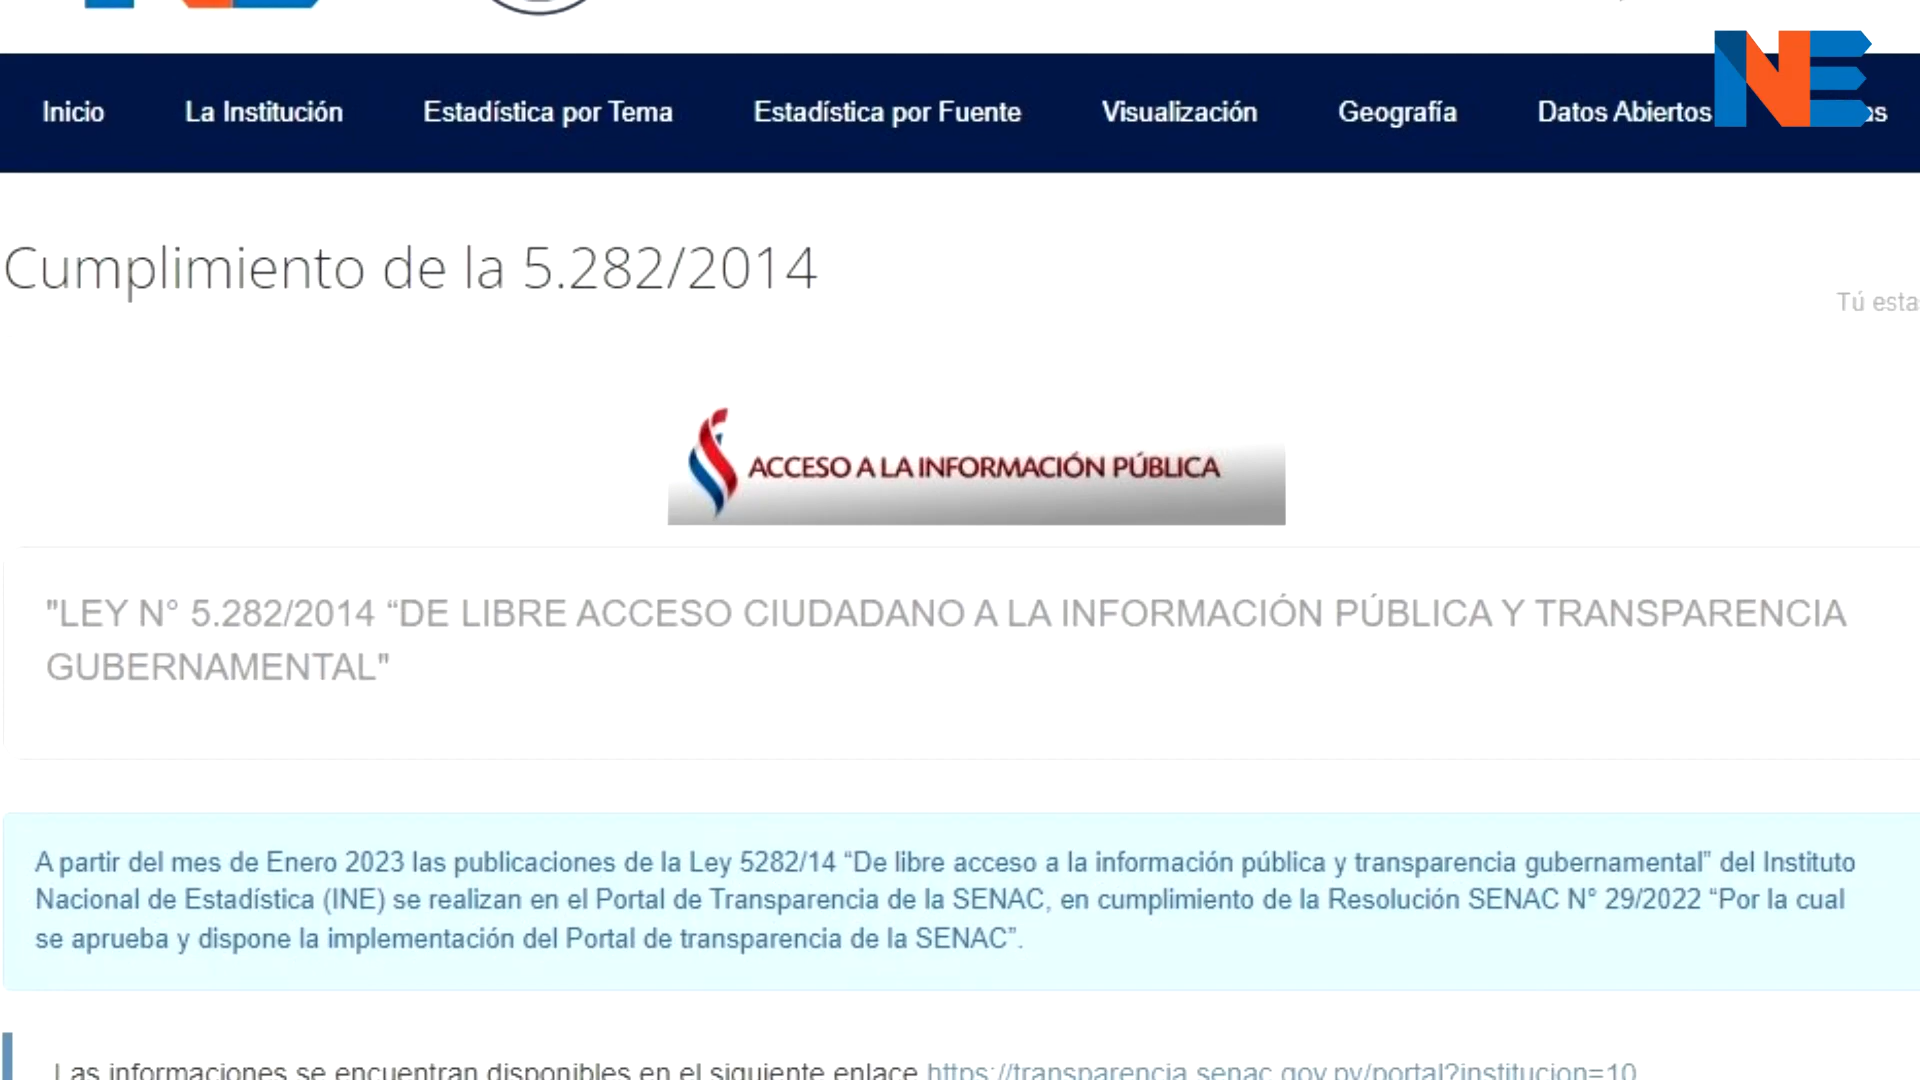 Inicio La Institución Estadística por Tema Estadística por Fuente Visualización Geografía Datos Abiertos
INE
Cumplimiento de la 5.282/2014
Tú esta
ACCESO A LA INFORMACIÓN PÚBLICA
"LEY N° 5.282/2014 “DE LIBRE ACCESO CIUDADANO A LA INFORMACIÓN PÚBLICA Y TRANSPARENCIA
GUBERNAMENTAL"
A partir del mes de Enero 2023 las publicaciones de la Ley 5282/14 “De libre acceso a la información pública y transparencia gubernamental” del Instituto
Nacional de Estadística (INE) se realizan en el Portal de Transparencia de la SENAC, en cumplimiento de la Resolución SENAC N° 29/2022 “Por la cual
se aprueba y dispone la implementación del Portal de transparencia de la SENAC”.
Las informaciones se encuentran disponibles en el siguiente enlace https://transparencia.senac.gov.py/portal?institucion=10